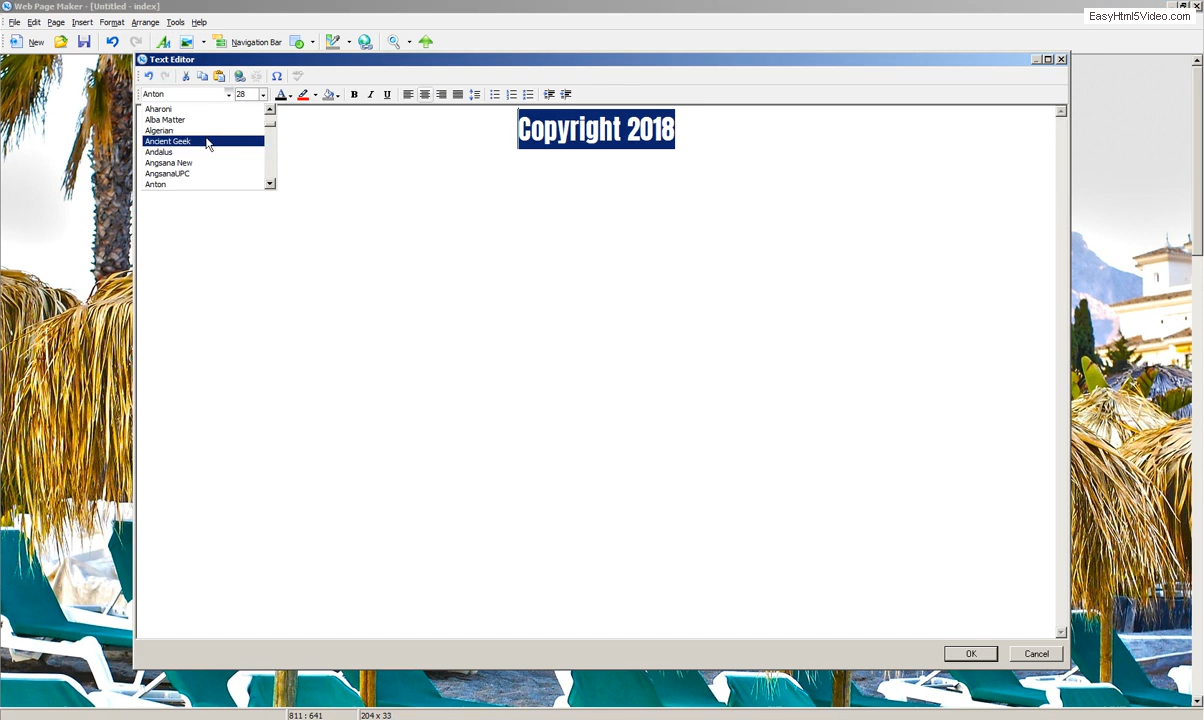 Web Page Maker - [Untitled - index]
EasyHtml5Video.com
File Edit Page Insert Format Arrange Tools Help
New Navigation Bar
Text Editor
Anton 28 A B I U
Aharoni
Alba Matter
Algerian
Ancient Geek
Andalus
Angsana New
AngsanaUPC
Anton
Copyright 2018
OK Cancel
811 : 641 204 x 33